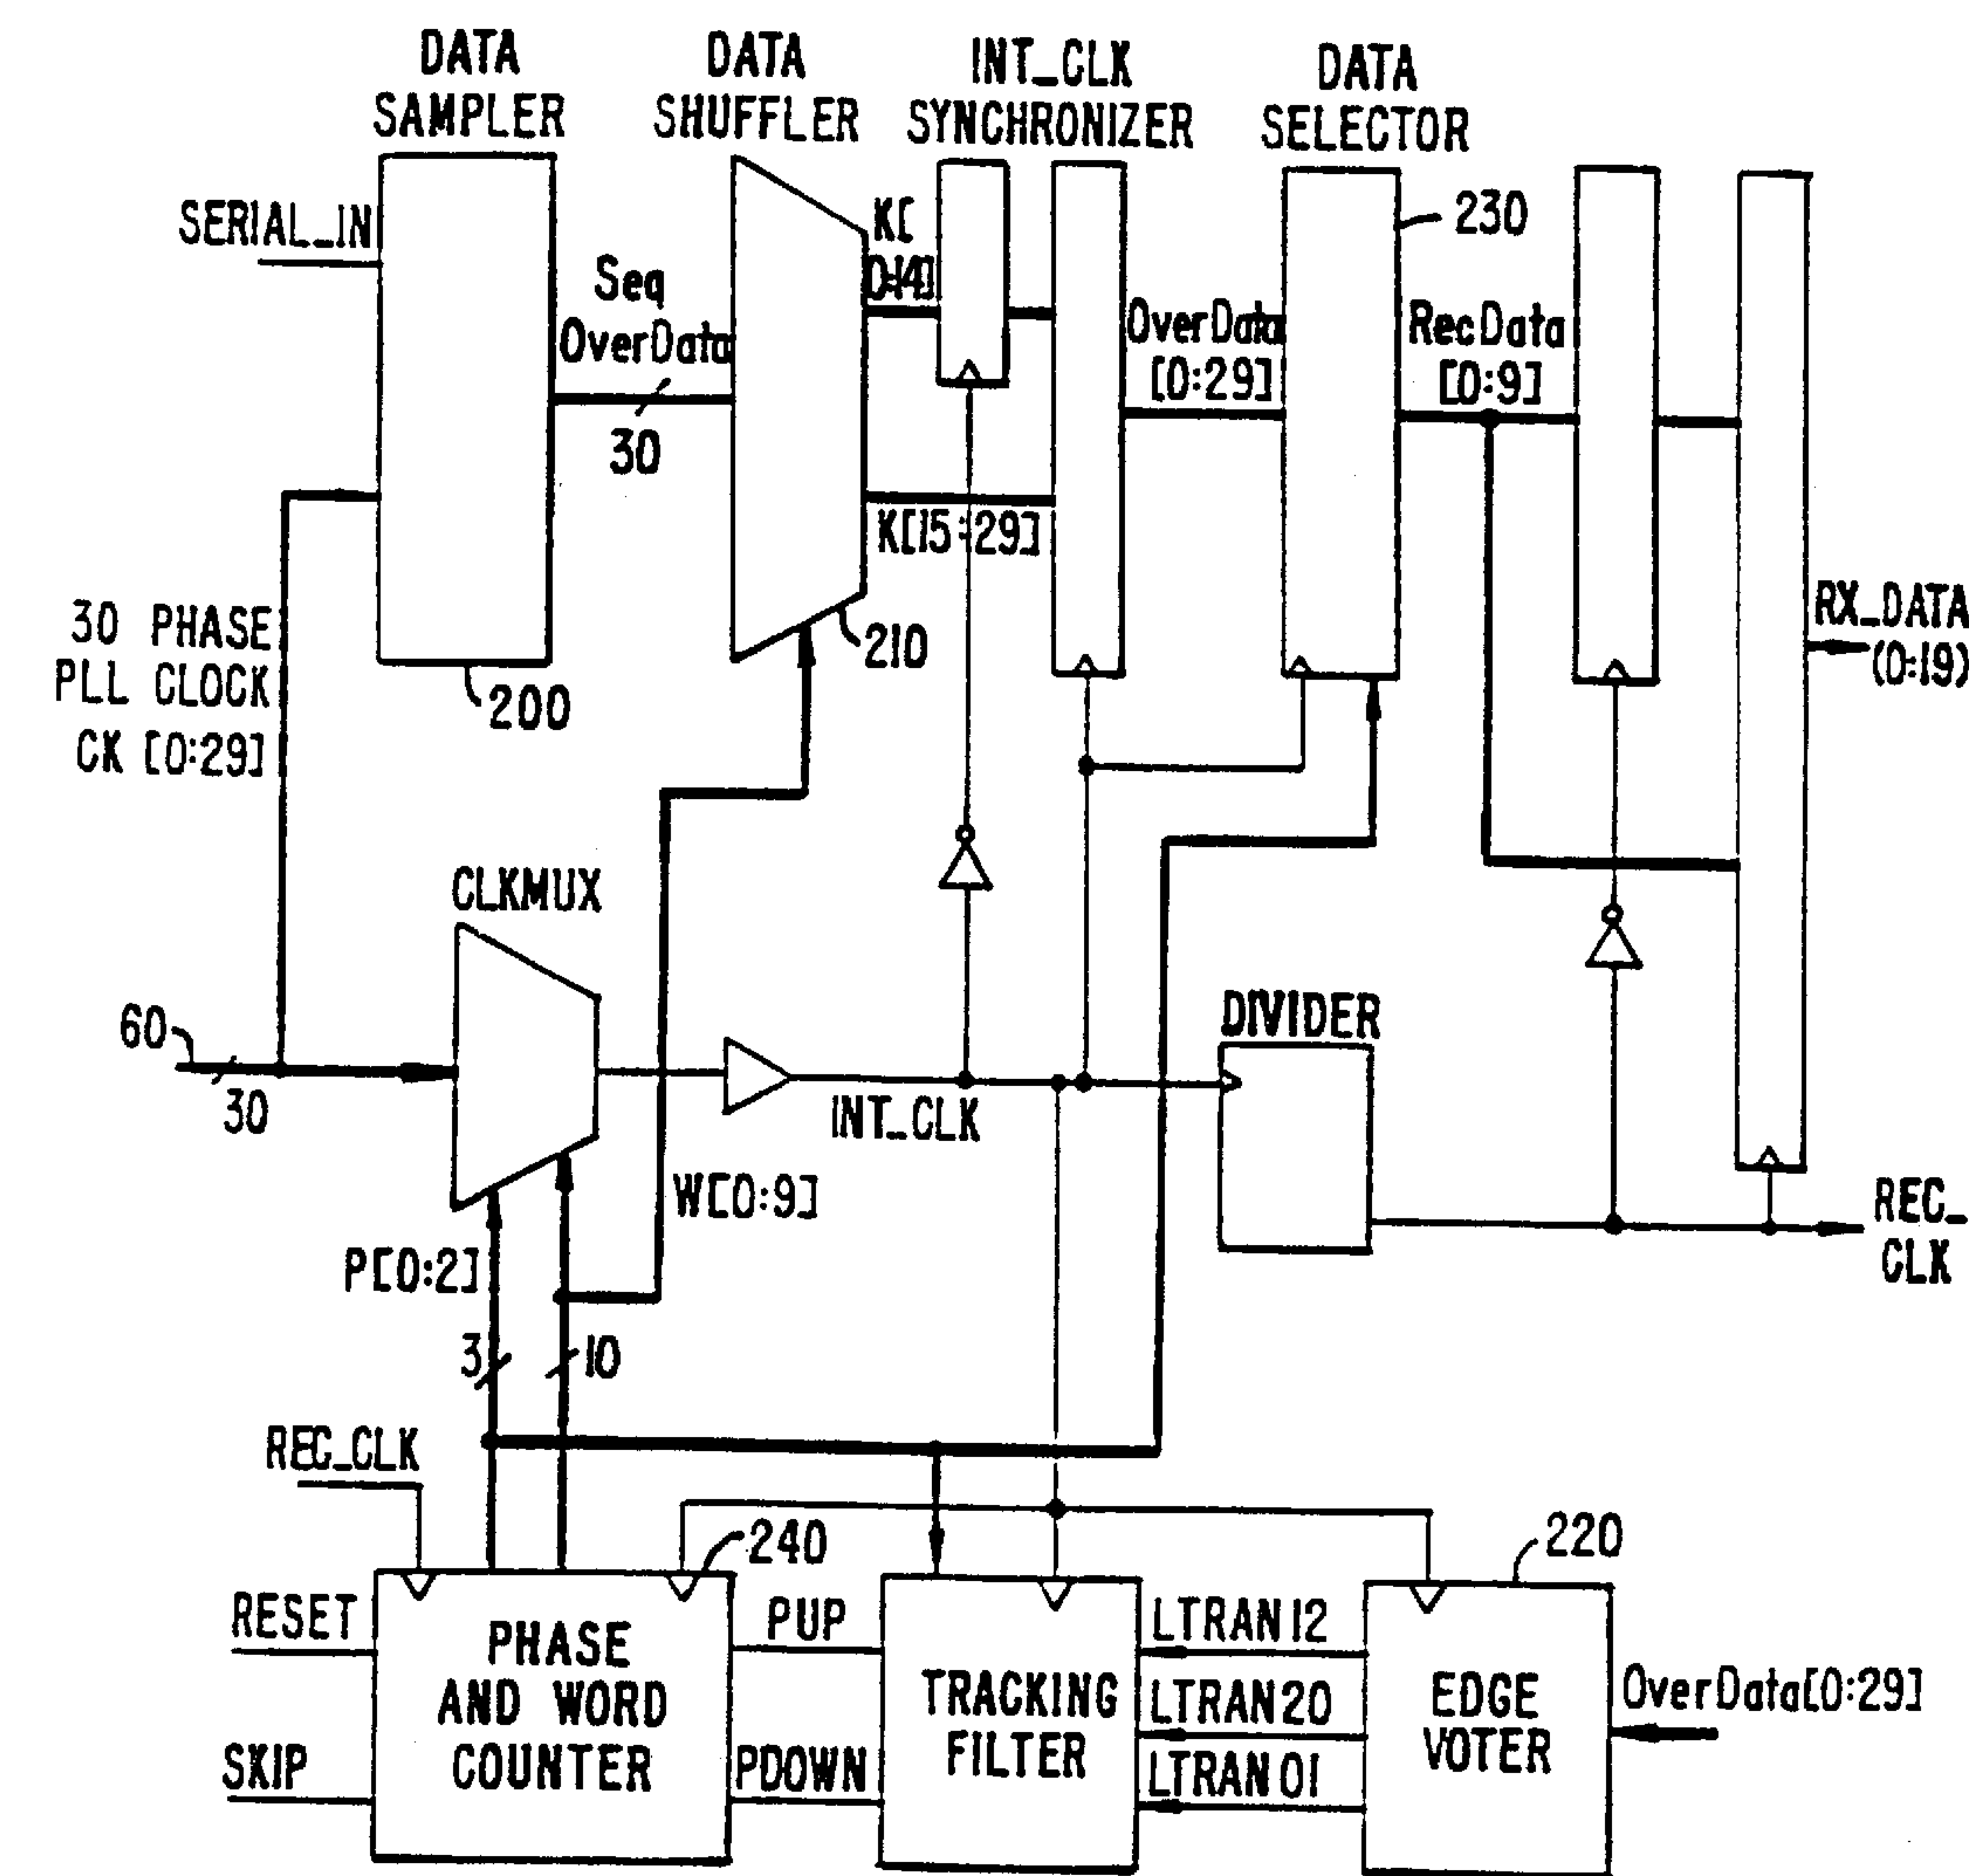 DATA
SAMPLER
DATA
SHUFFLER
INT_CLK
SYNCHRONIZER
DATA
SELECTOR
SERIAL_IN
Seq
OverData
30
K[
0:14]
OverData
[0:29]
230
RecData
[0:9]
K[15:29]
30 PHASE
PLL CLOCK
CK [0:29]
200
210
RX_DATA
(0:19)
CLKMUX
60
30
INT_CLK
DIVIDER
W[0:9]
P[0:2]
3
10
REC_
CLK
REC_CLK
240
220
RESET
SKIP
PHASE
AND WORD
COUNTER
PUP
PDOWN
TRACKING
FILTER
LTRAN12
LTRAN20
LTRAN01
EDGE
VOTER
OverData[0:29]